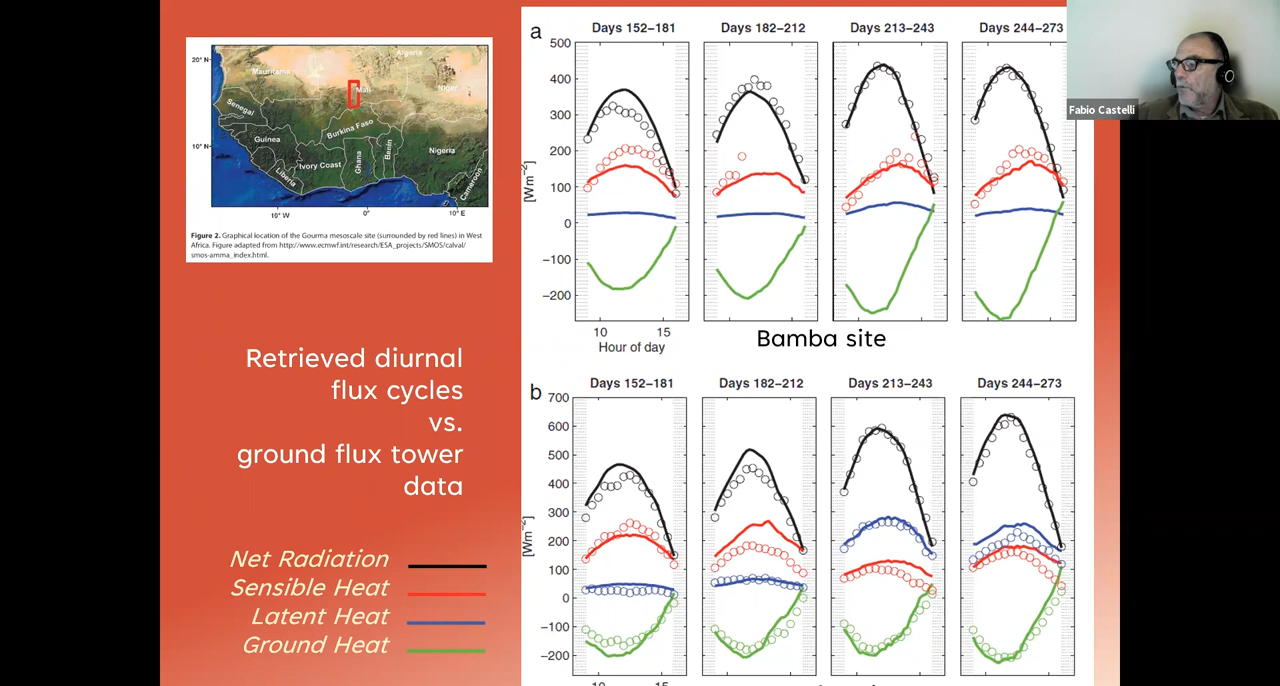 20° N
10° N
10° W
0°
10° E
Mauritania
Algeria
Mali
Niger
Senegal
Burkina Faso
Guinea
Benin
Nigeria
Ivory Coast
Ghana
Liberia
Cameroon
Figure 2. Graphical location of the Gourma mesoscale site (surrounded by red lines) in West
Africa. Figure adapted from http://www.ecmwf.int/research/ESA_projects/SMOS/calval/
smos-amma_index.html.
Retrieved diurnal
flux cycles
vs.
ground flux tower
data
Net Radiation
Sensible Heat
Latent Heat
Ground Heat
a
Days 152–181
Days 182–212
Days 213–243
Days 244–273
500
400
300
200
100
0
−100
−200
[Wm−2]
10
15
Hour of day
Bamba site
b
Days 152–181
Days 182–212
Days 213–243
Days 244–273
700
600
500
400
300
200
100
0
−100
−200
[Wm−2]
10
15
Fabio Castelli